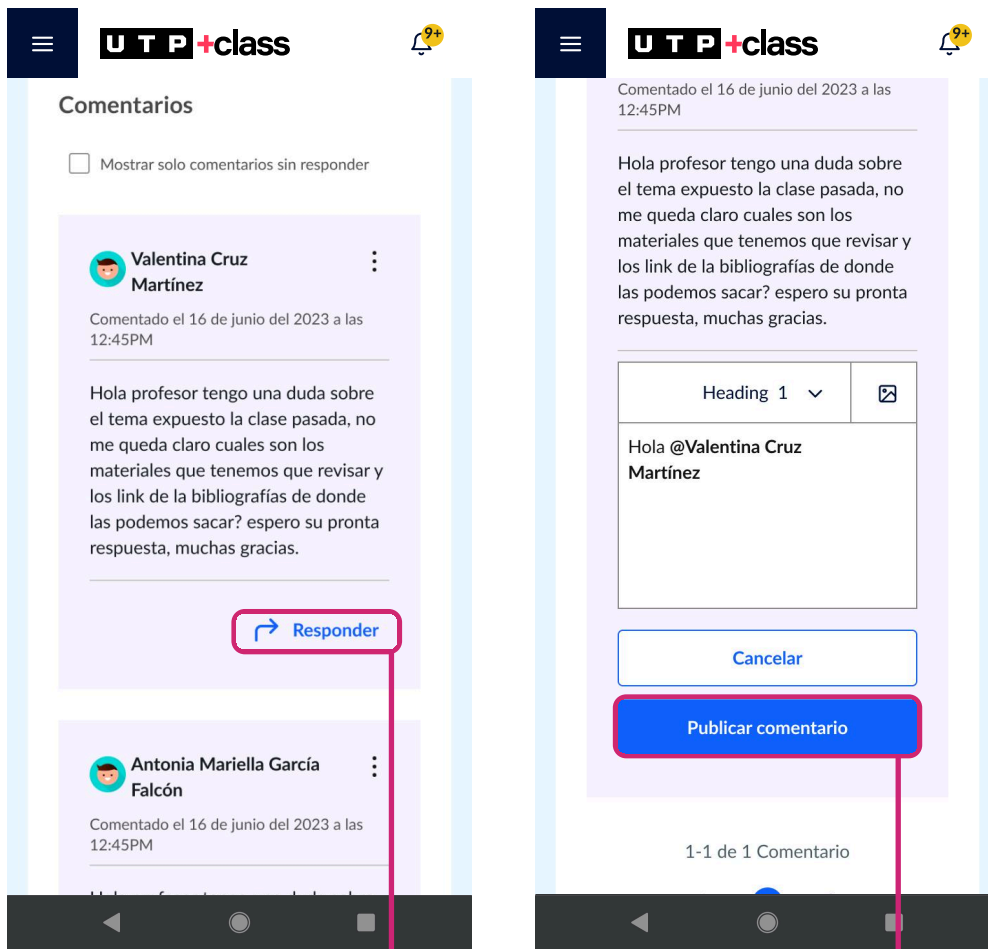 UTP+class
9+
Comentarios
Mostrar solo comentarios sin responder
Valentina Cruz
Martínez
Comentado el 16 de junio del 2023 a las
12:45PM
Hola profesor tengo una duda sobre
el tema expuesto la clase pasada, no
me queda claro cuales son los
materiales que tenemos que revisar y
los link de la bibliografías de donde
las podemos sacar? espero su pronta
respuesta, muchas gracias.
Responder
Antonia Mariella García
Falcón
Comentado el 16 de junio del 2023 a las
12:45PM
UTP+class
9+
Comentado el 16 de junio del 2023 a las
12:45PM
Hola profesor tengo una duda sobre
el tema expuesto la clase pasada, no
me queda claro cuales son los
materiales que tenemos que revisar y
los link de la bibliografías de donde
las podemos sacar? espero su pronta
respuesta, muchas gracias.
Heading 1
Hola @Valentina Cruz
Martínez
Cancelar
Publicar comentario
1-1 de 1 Comentario